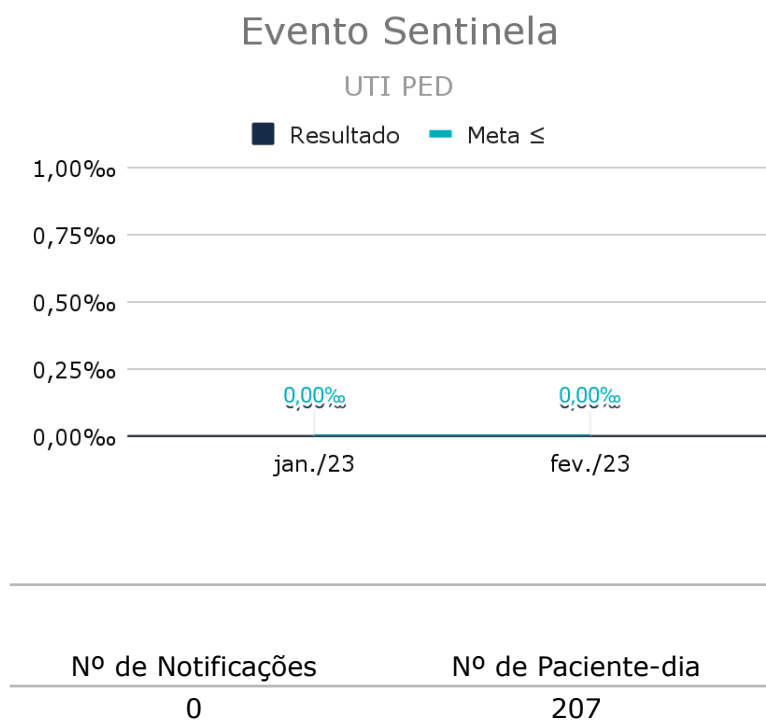 Evento Sentinela
UTI PED
Resultado Meta ≤
1,00‰
0,75‰
0,50‰
0,25‰
0,00‰ 0,00‰
0,00‰
jan./23 fev./23
Nº de Notificações Nº de Paciente-dia
0 207